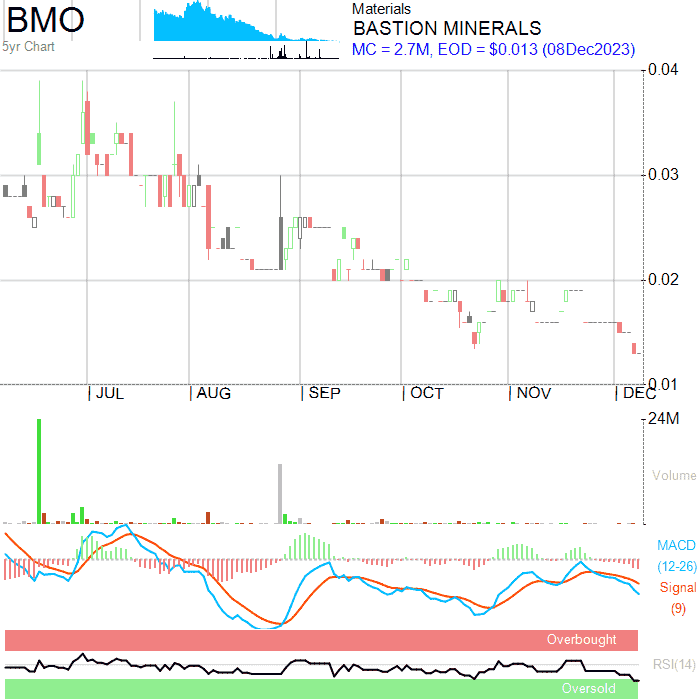 BMO
5yr Chart
Materials
BASTION MINERALS
MC = 2.7M, EOD = $0.013 (08Dec2023)
0.04
0.03
0.02
0.01
JUL AUG SEP OCT NOV DEC
24M
Volume
MACD
(12-26)
Signal
(9)
Overbought
RSI(14)
Oversold